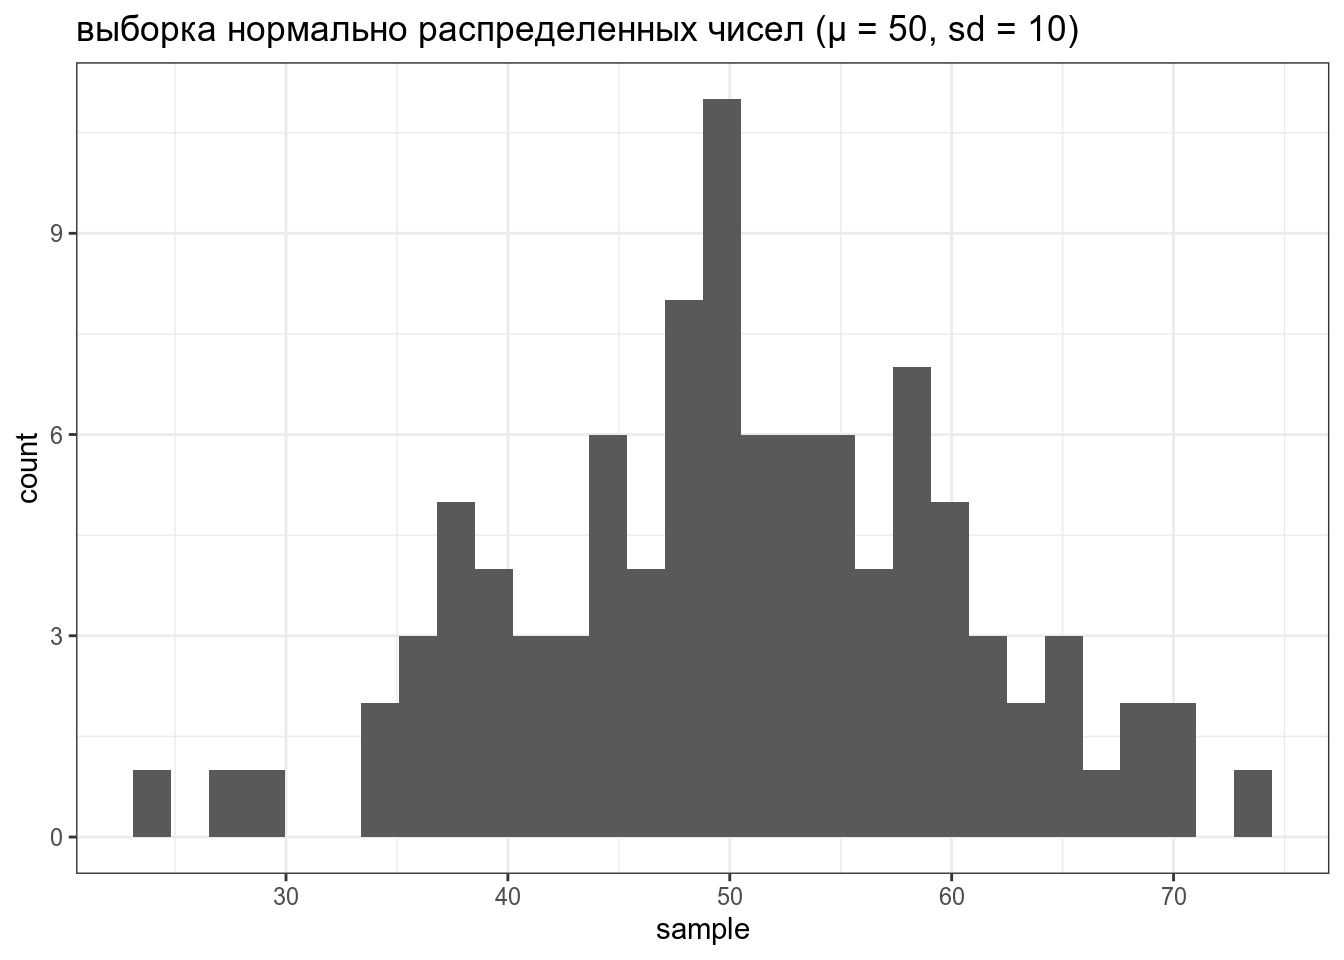 выборка нормально распределенных чисел (μ = 50, sd = 10)
9
6
3
0
count
30 40 50 60 70
sample